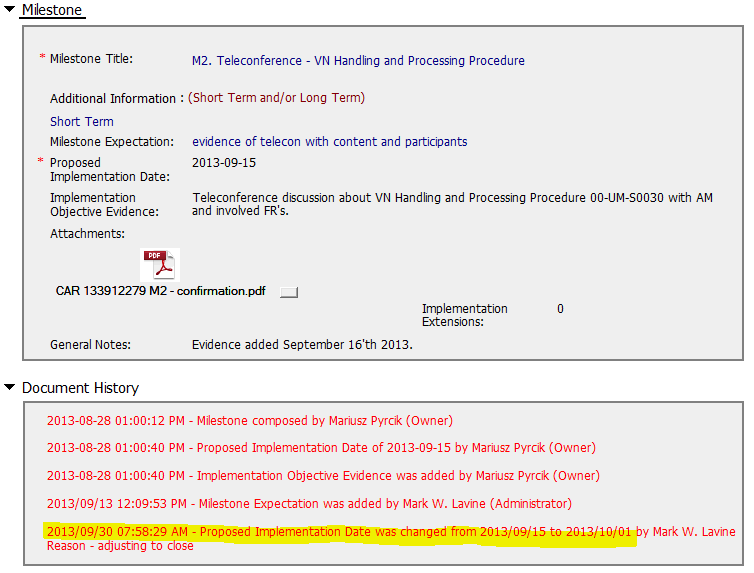 Milestone
* Milestone Title: M2. Teleconference - VN Handling and Processing Procedure
Additional Information : (Short Term and/or Long Term)
Short Term
Milestone Expectation: evidence of telecon with content and participants
* Proposed 2013-09-15
Implementation Date:
Implementation Teleconference discussion about VN Handling and Processing Procedure 00-UM-S0030 with AM
Objective Evidence: and involved FR's.
Attachments:
PDF
CAR 133912279 M2 - confirmation.pdf
Implementation 0
Extensions:
General Notes: Evidence added September 16'th 2013.
Document History
2013-08-28 01:00:12 PM - Milestone composed by Mariusz Pyrcik (Owner)
2013-08-28 01:00:40 PM - Proposed Implementation Date of 2013-09-15 by Mariusz Pyrcik (Owner)
2013-08-28 01:00:40 PM - Implementation Objective Evidence was added by Mariusz Pyrcik (Owner)
2013/09/13 12:09:53 PM - Milestone Expectation was added by Mark W. Lavine (Administrator)
2013/09/30 07:58:29 AM - Proposed Implementation Date was changed from 2013/09/15 to 2013/10/01 by Mark W. Lavine
Reason - adjusting to close